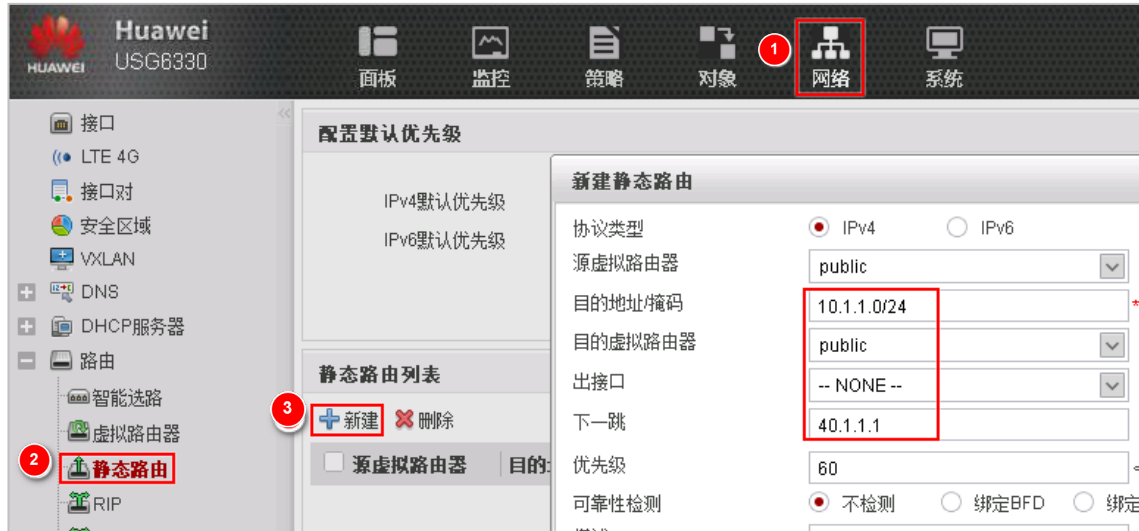 Huawei
USG6330
HUAWEI
面板
监控
策略
对象
1
网络
系统
接口
LTE 4G
接口对
安全区域
VXLAN
DNS
DHCP服务器
路由
智能选路
虚拟路由器
2
静态路由
RIP
配置默认优先级
IPv4默认优先级
IPv6默认优先级
静态路由列表
3
新建 删除
源虚拟路由器 目的
新建静态路由
协议类型 IPv4 IPv6
源虚拟路由器 public
目的地址/掩码 10.1.1.0/24 *
目的虚拟路由器 public
出接口 -- NONE --
下一跳 40.1.1.1
优先级 60
可靠性检测 不检测 绑定BFD 绑定